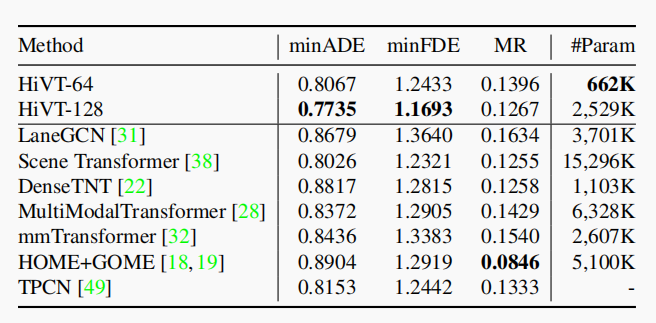 Method minADE minFDE MR #Param
HiVT-64 0.8067 1.2433 0.1396 662K
HiVT-128 0.7735 1.1693 0.1267 2,529K
LaneGCN [31] 0.8679 1.3640 0.1634 3,701K
Scene Transformer [38] 0.8026 1.2321 0.1255 15,296K
DenseTNT [22] 0.8817 1.2815 0.1258 1,103K
MultiModalTransformer [28] 0.8372 1.2905 0.1429 6,328K
mmTransformer [32] 0.8436 1.3383 0.1540 2,607K
HOME+GOME [18, 19] 0.8904 1.2919 0.0846 5,100K
TPCN [49] 0.8153 1.2442 0.1333 -